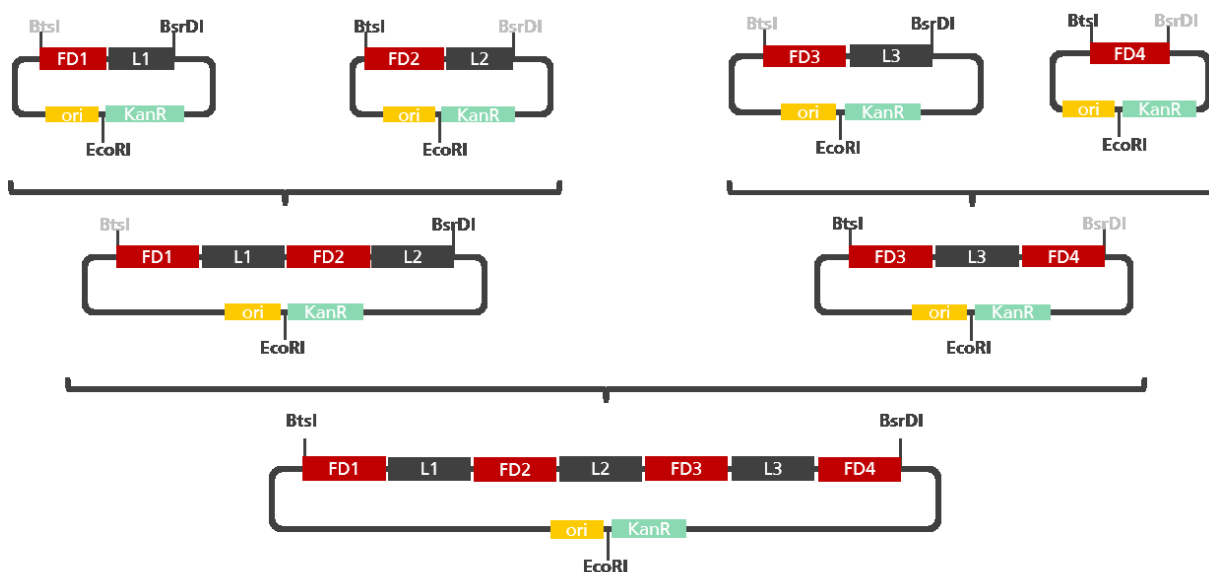 BtsI BsrDI
FD1 L1
ori KanR
EcoRI
BtsI BsrDI
FD2 L2
ori KanR
EcoRI
BtsI BsrDI
FD3 L3
ori KanR
EcoRI
BtsI BsrDI
FD4
ori KanR
EcoRI
BtsI BsrDI
FD1 L1 FD2 L2
ori KanR
EcoRI
BtsI BsrDI
FD3 L3 FD4
ori KanR
EcoRI
BtsI BsrDI
FD1 L1 FD2 L2 FD3 L3 FD4
ori KanR
EcoRI